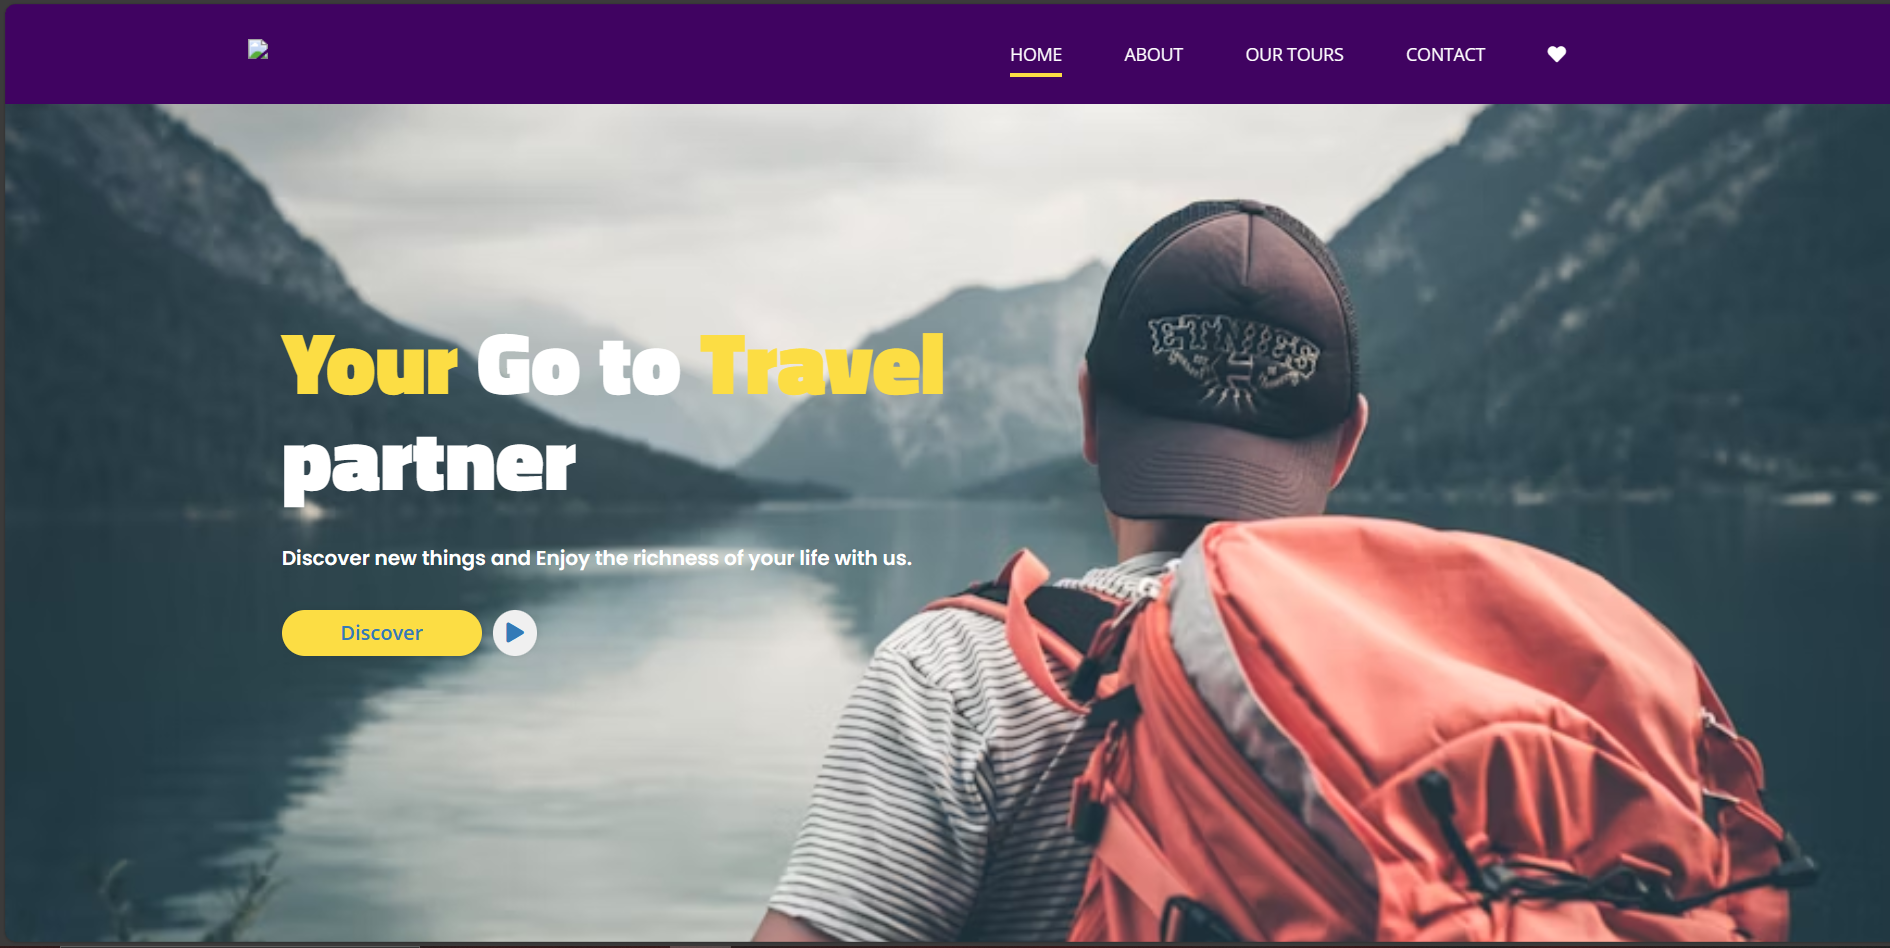 HOME ABOUT OUR TOURS CONTACT
ETNIES
Your Go to Travel
partner
Discover new things and Enjoy the richness of your life with us.
Discover